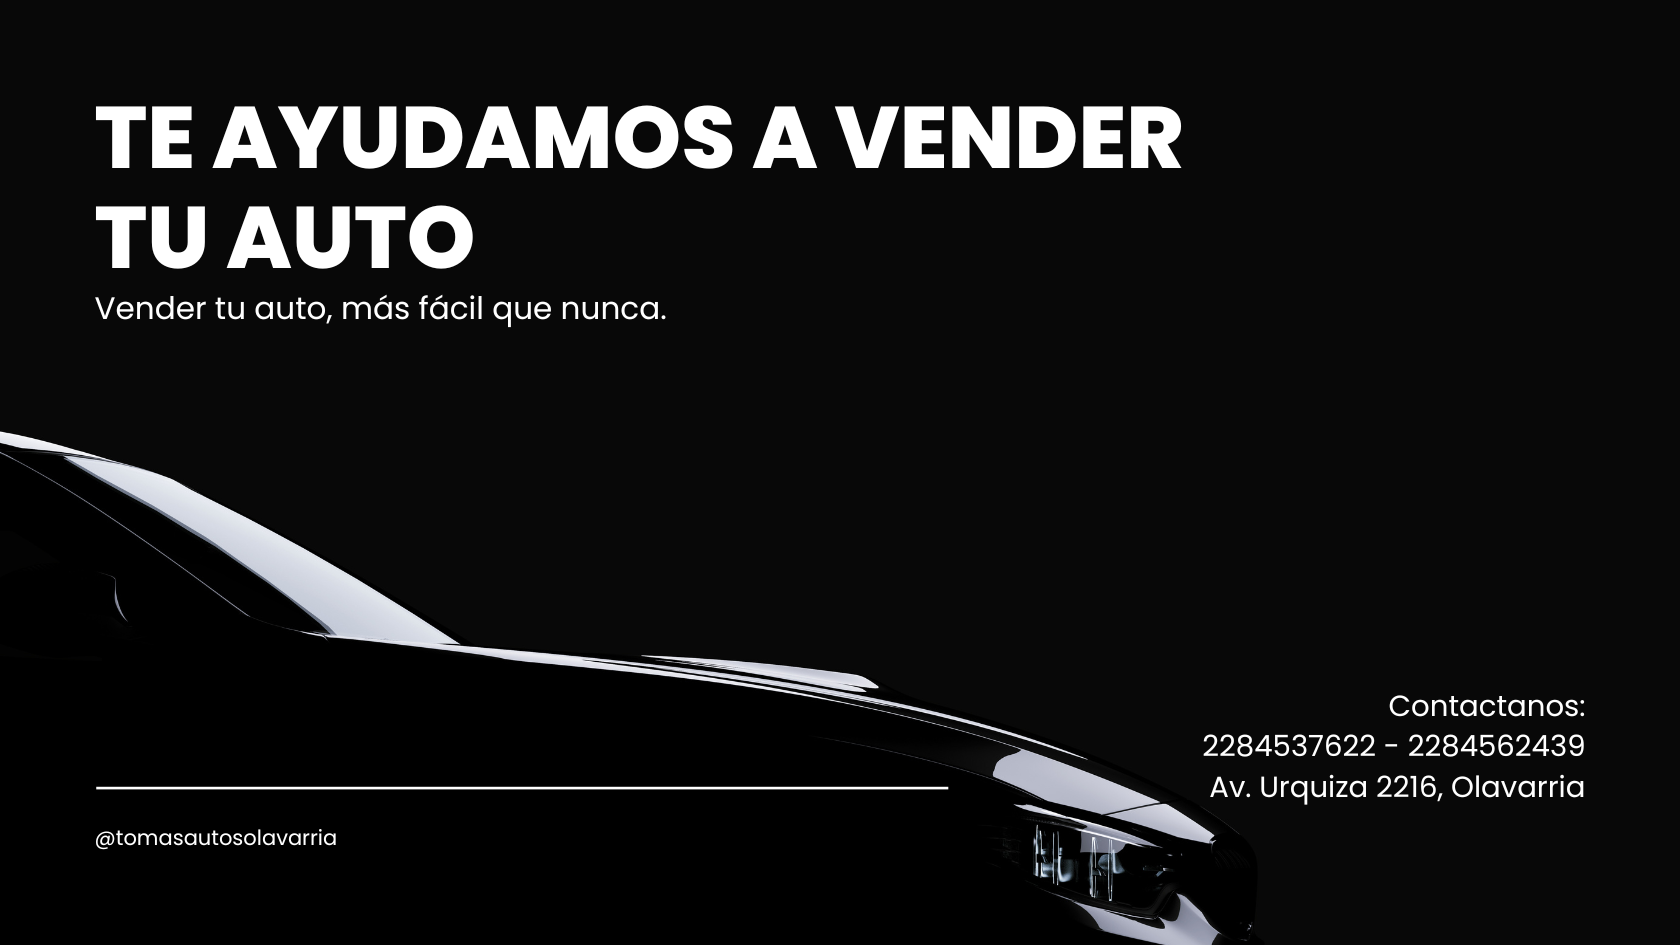 TE AYUDAMOS A VENDER
TU AUTO
Vender tu auto, más fácil que nunca.
Contactanos:
2284537622 - 2284562439
Av. Urquiza 2216, Olavarria
@tomasautosolavarria